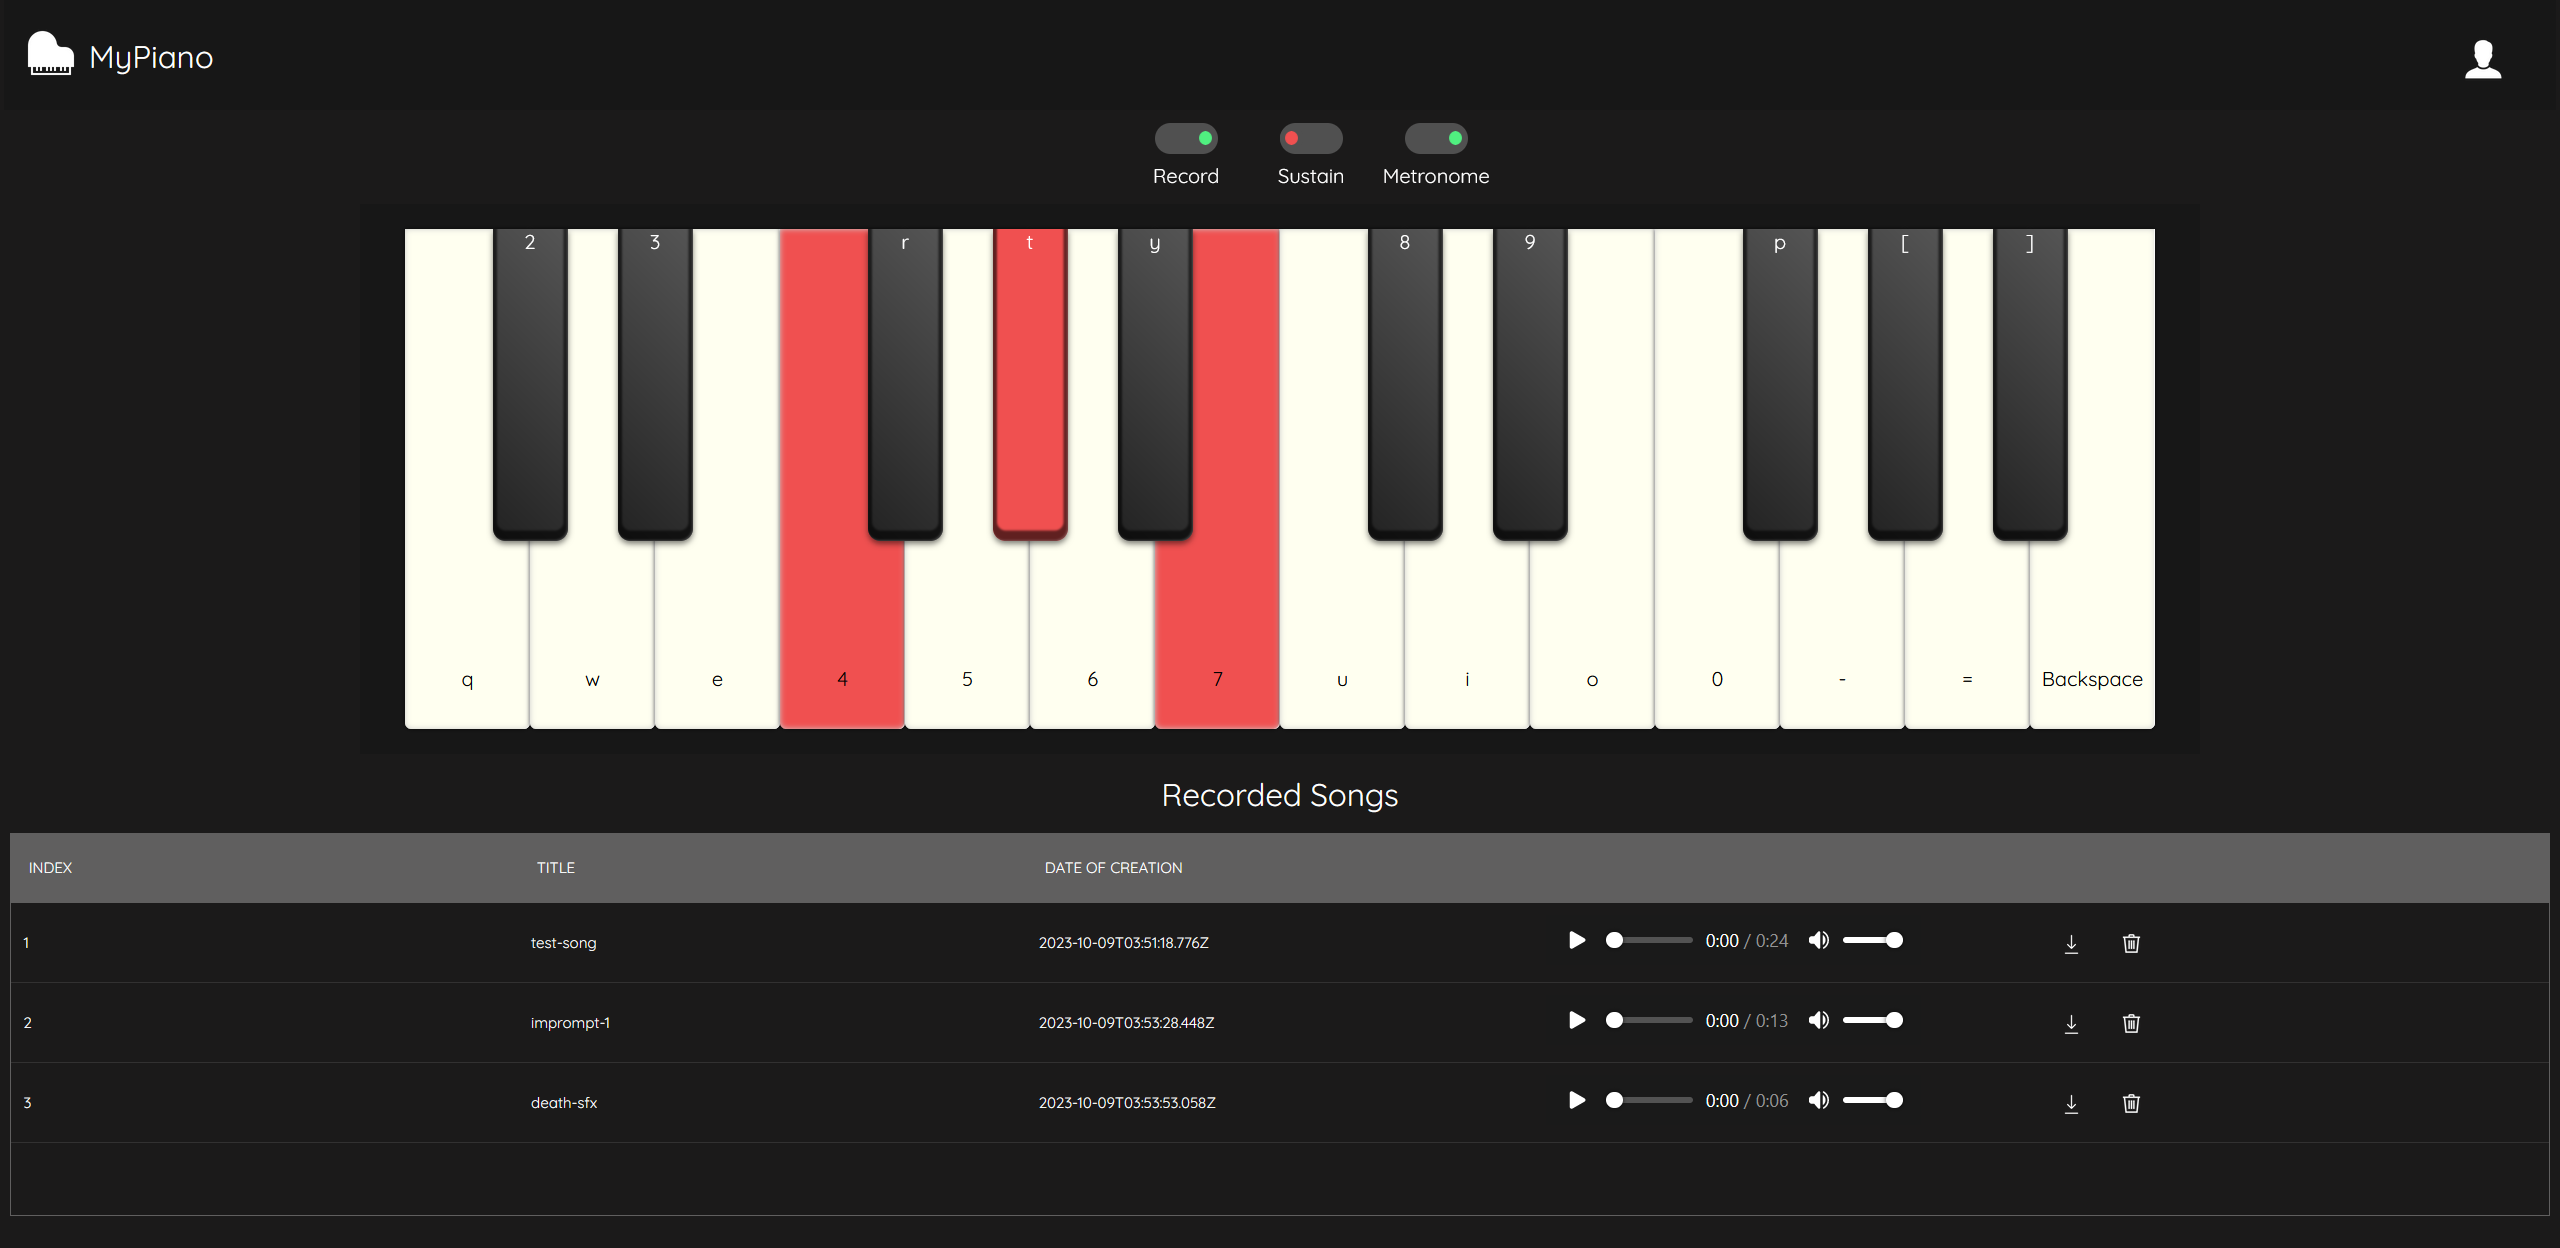 MyPiano
Record Sustain Metronome
2 3 r t y 8 9 p [ ]
q w e 4 5 6 7 u i o 0 - = Backspace
Recorded Songs
INDEX TITLE DATE OF CREATION
1 test-song 2023-10-09T03:51:18.776Z 0:00 / 0:24
2 imprompt-1 2023-10-09T03:53:28.448Z 0:00 / 0:13
3 death-sfx 2023-10-09T03:53:53.058Z 0:00 / 0:06